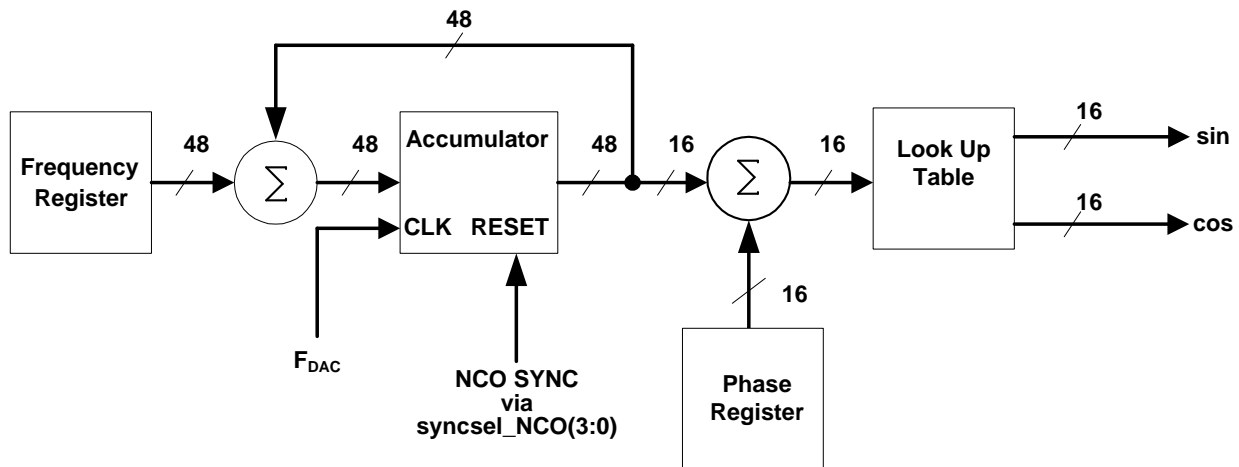 48
Frequency
Register
48
Σ
48
Accumulator
CLK RESET
48
16
Σ
16
Look Up
Table
16
sin
16
cos
F_DAC
NCO SYNC
via
syncsel_NCO(3:0)
16
Phase
Register